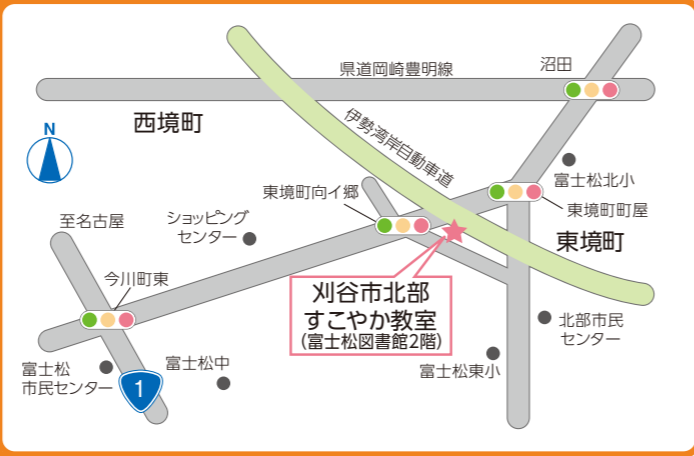 沼田
県道岡崎豊明線
西境町
伊勢湾岸自動車道
N
富士松北小
東境町向イ郷
東境町町屋
至名古屋
ショッピング
センター
東境町
今川町東
刈谷市北部
すこやか教室
(富士松図書館2階)
北部市民
センター
富士松
市民センター
富士松中
富士松東小
1